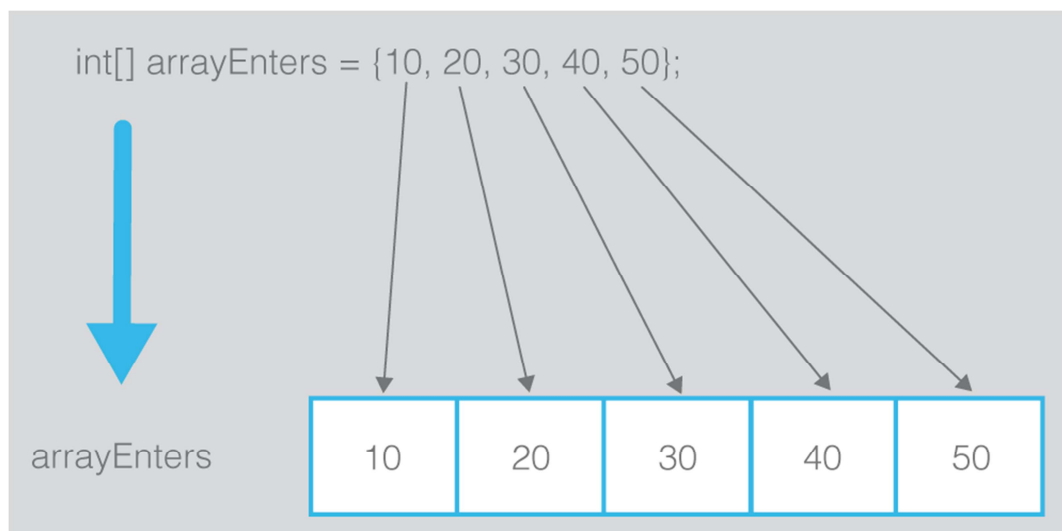 int[] arrayEnters = {10, 20, 30, 40, 50};
arrayEnters 10 20 30 40 50